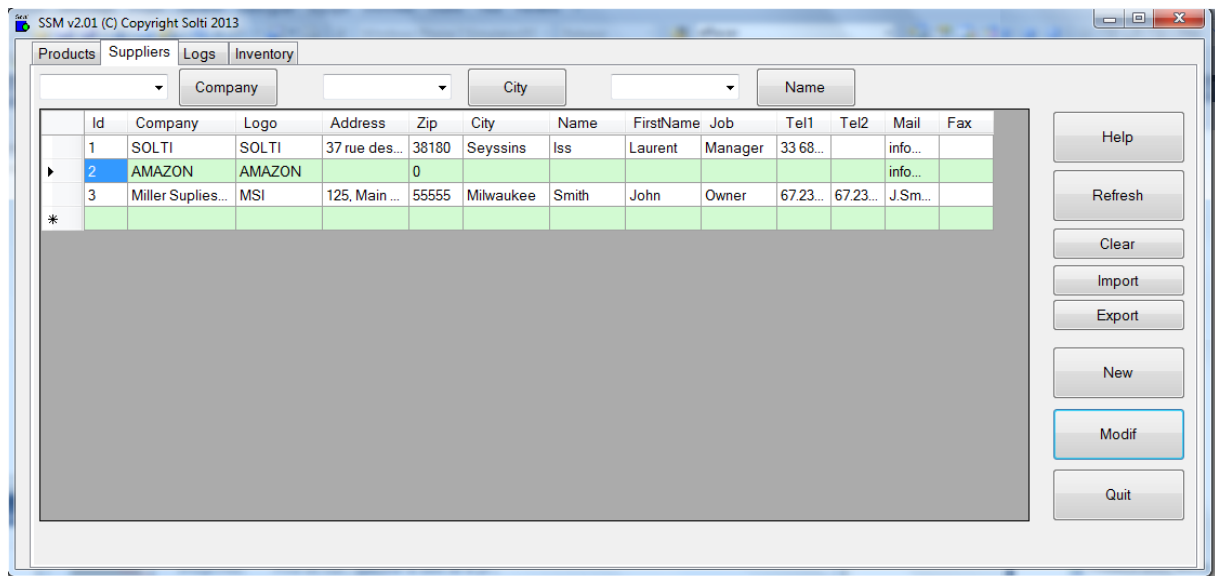 SSM v2.01 (C) Copyright Solti 2013
Products Suppliers Logs Inventory
Company City Name
Id Company Logo Address Zip City Name FirstName Job Tel1 Tel2 Mail Fax
1 SOLTI SOLTI 37 rue des... 38180 Seyssins Iss Laurent Manager 33 68... info...
2 AMAZON AMAZON 0 info...
3 Miller Suplies... MSI 125, Main ... 55555 Milwaukee Smith John Owner 67.23... 67.23... J.Sm...
Help
Refresh
Clear
Import
Export
New
Modif
Quit